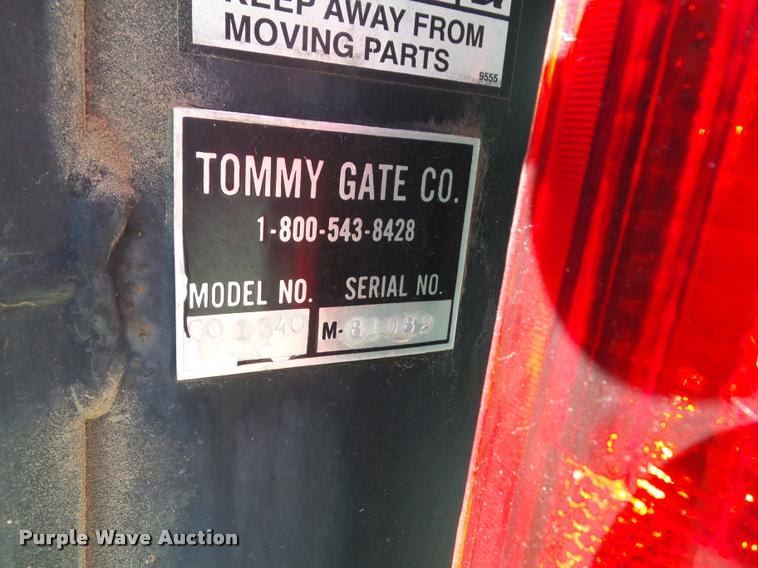 KEEP AWAY FROM
MOVING PARTS
9555
TOMMY GATE CO.
1-800-543-8428
MODEL NO. SERIAL NO.
601340 M-81082
Purple Wave Auction